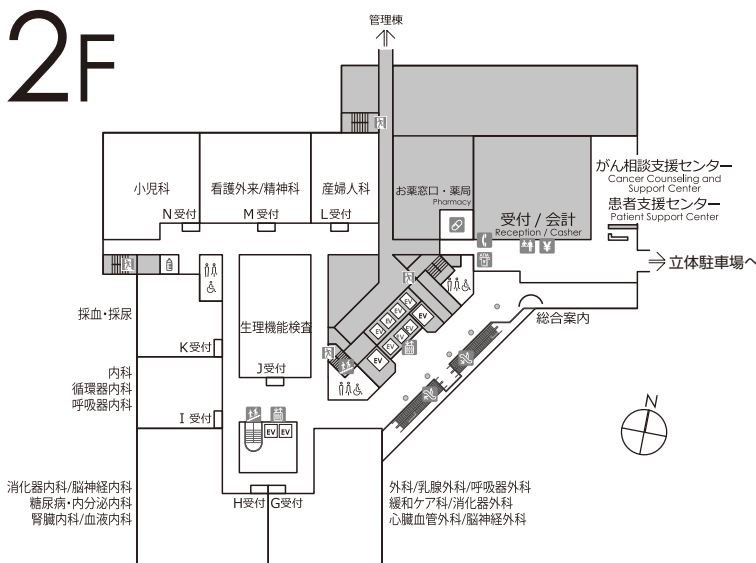 2F
管理棟
小児科
看護外来/精神科
産婦人科
お薬窓口・薬局
Pharmacy
受付 / 会計
Reception / Casher
がん相談支援センター
Cancer Counseling and
Support Center
患者支援センター
Patient Support Center
N 受付
M 受付
L 受付
¥
立体駐車場へ
総合案内
採血・採尿
生理機能検査
K 受付
J 受付
内科
循環器内科
呼吸器内科
I 受付
EV
EV
EV
EV
EV
EV
EV
EV
EV
EV
消化器内科/脳神経内科
糖尿病・内分泌内科
腎臓内科/血液内科
H受付
G受付
外科/乳腺外科/呼吸器外科
緩和ケア科/消化器外科
心臓血管外科/脳神経外科
N